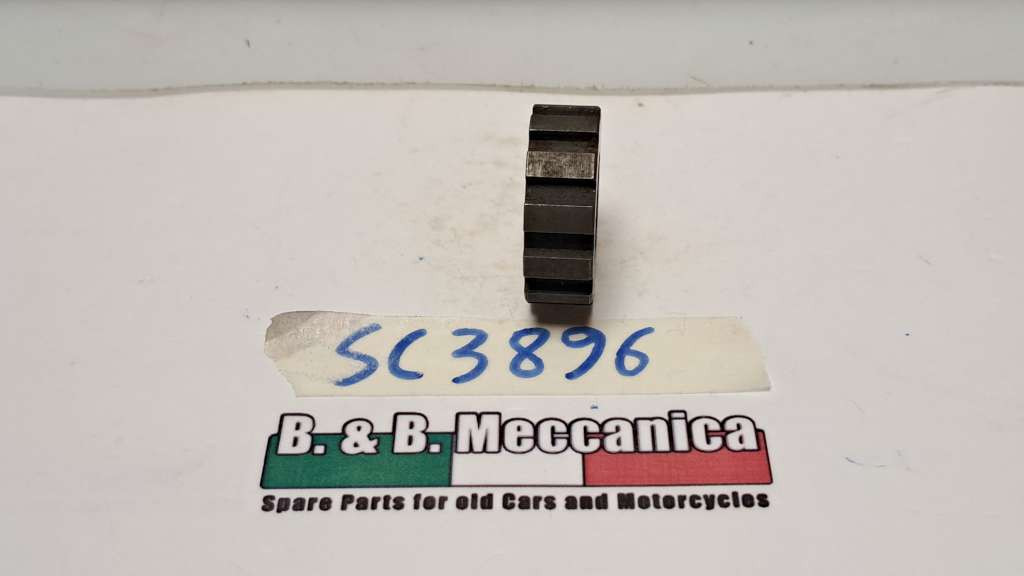 SC3896
B. & B. Meccanica
Spare Parts for old Cars and Motorcycles